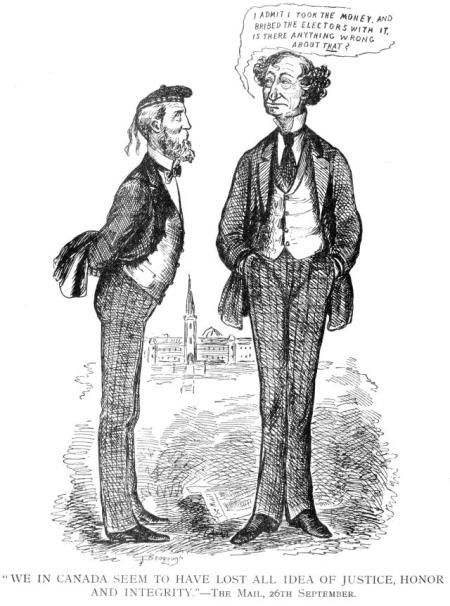 I ADMIT I TOOK THE MONEY, AND
BRIBED THE ELECTORS WITH IT.
IS THERE ANYTHING WRONG
ABOUT THAT?
J. Bengough
"WE IN CANADA SEEM TO HAVE LOST ALL IDEA OF JUSTICE, HONOR
AND INTEGRITY."—THE MAIL, 26TH SEPTEMBER.